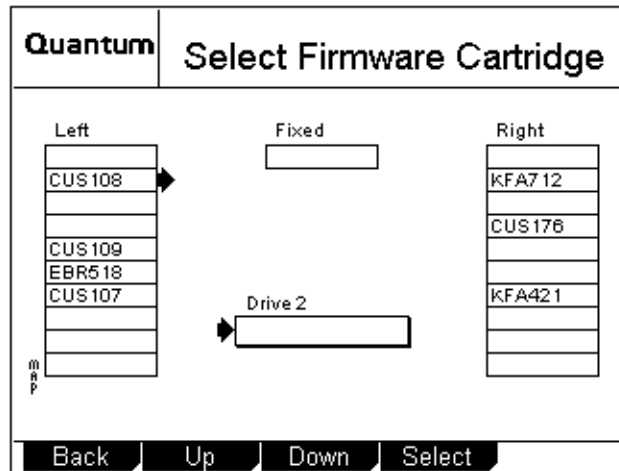 Quantum
Select Firmware Cartridge
Left
Fixed
Right
CUS108
KFA712
CUS176
CUS109
EBR518
CUS107
KFA421
Drive 2
MAP
Back
Up
Down
Select